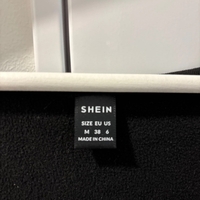 SHEIN
SIZE EU US
M 38 6
MADE IN CHINA